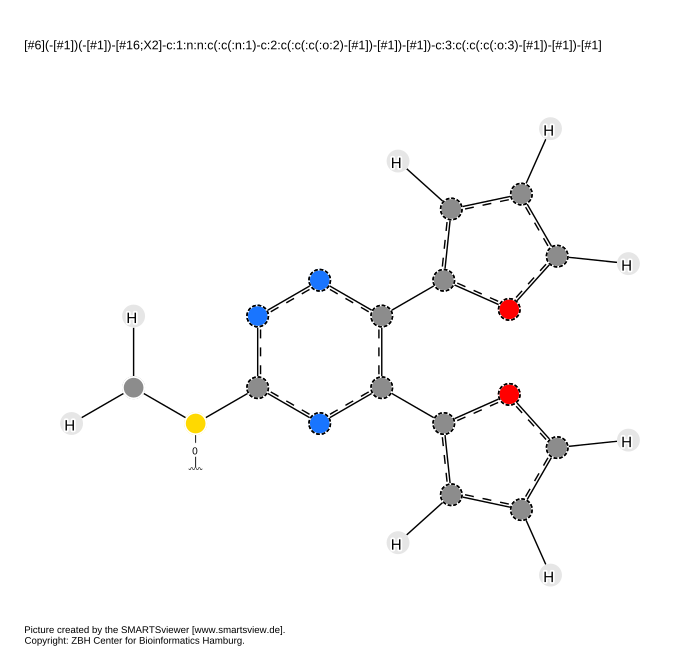 [#6](-[#1])(-[#1])-[#16;X2]-c:1:n:n:c(:c(:n:1)-c:2:c(:c(:c(:o:2)-[#1])-[#1])-[#1])-c:3:c(:c(:c(:o:3)-[#1])-[#1])-[#1]
H
H
H
H
H
0
H
H
H
Picture created by the SMARTSviewer [www.smartsview.de].
Copyright: ZBH Center for Bioinformatics Hamburg.